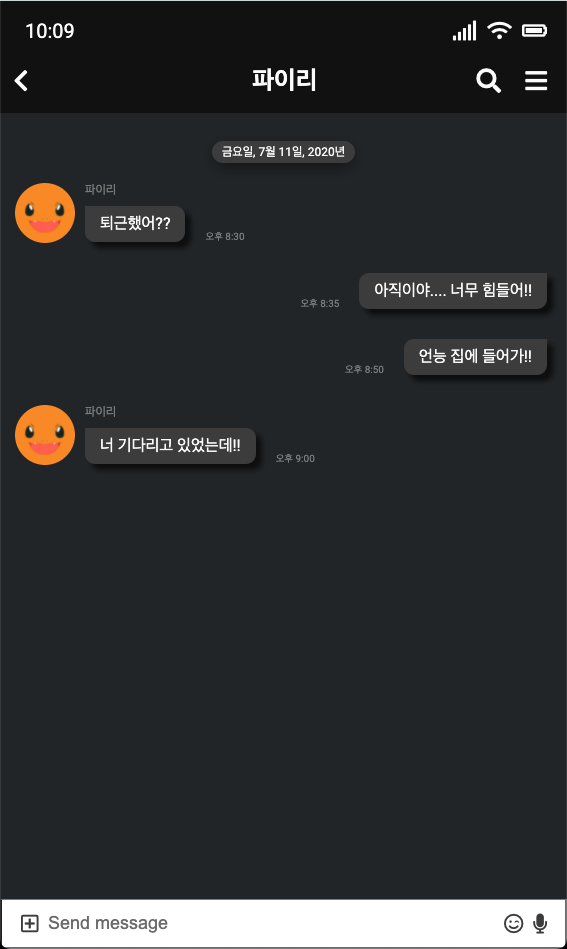 10:09
파이리
금요일, 7월 11일, 2020년
파이리
퇴근했어??
오후 8:30
아직이야.... 너무 힘들어!!
오후 8:35
언능 집에 들어가!!
오후 8:50
파이리
너 기다리고 있었는데!!
오후 9:00
Send message